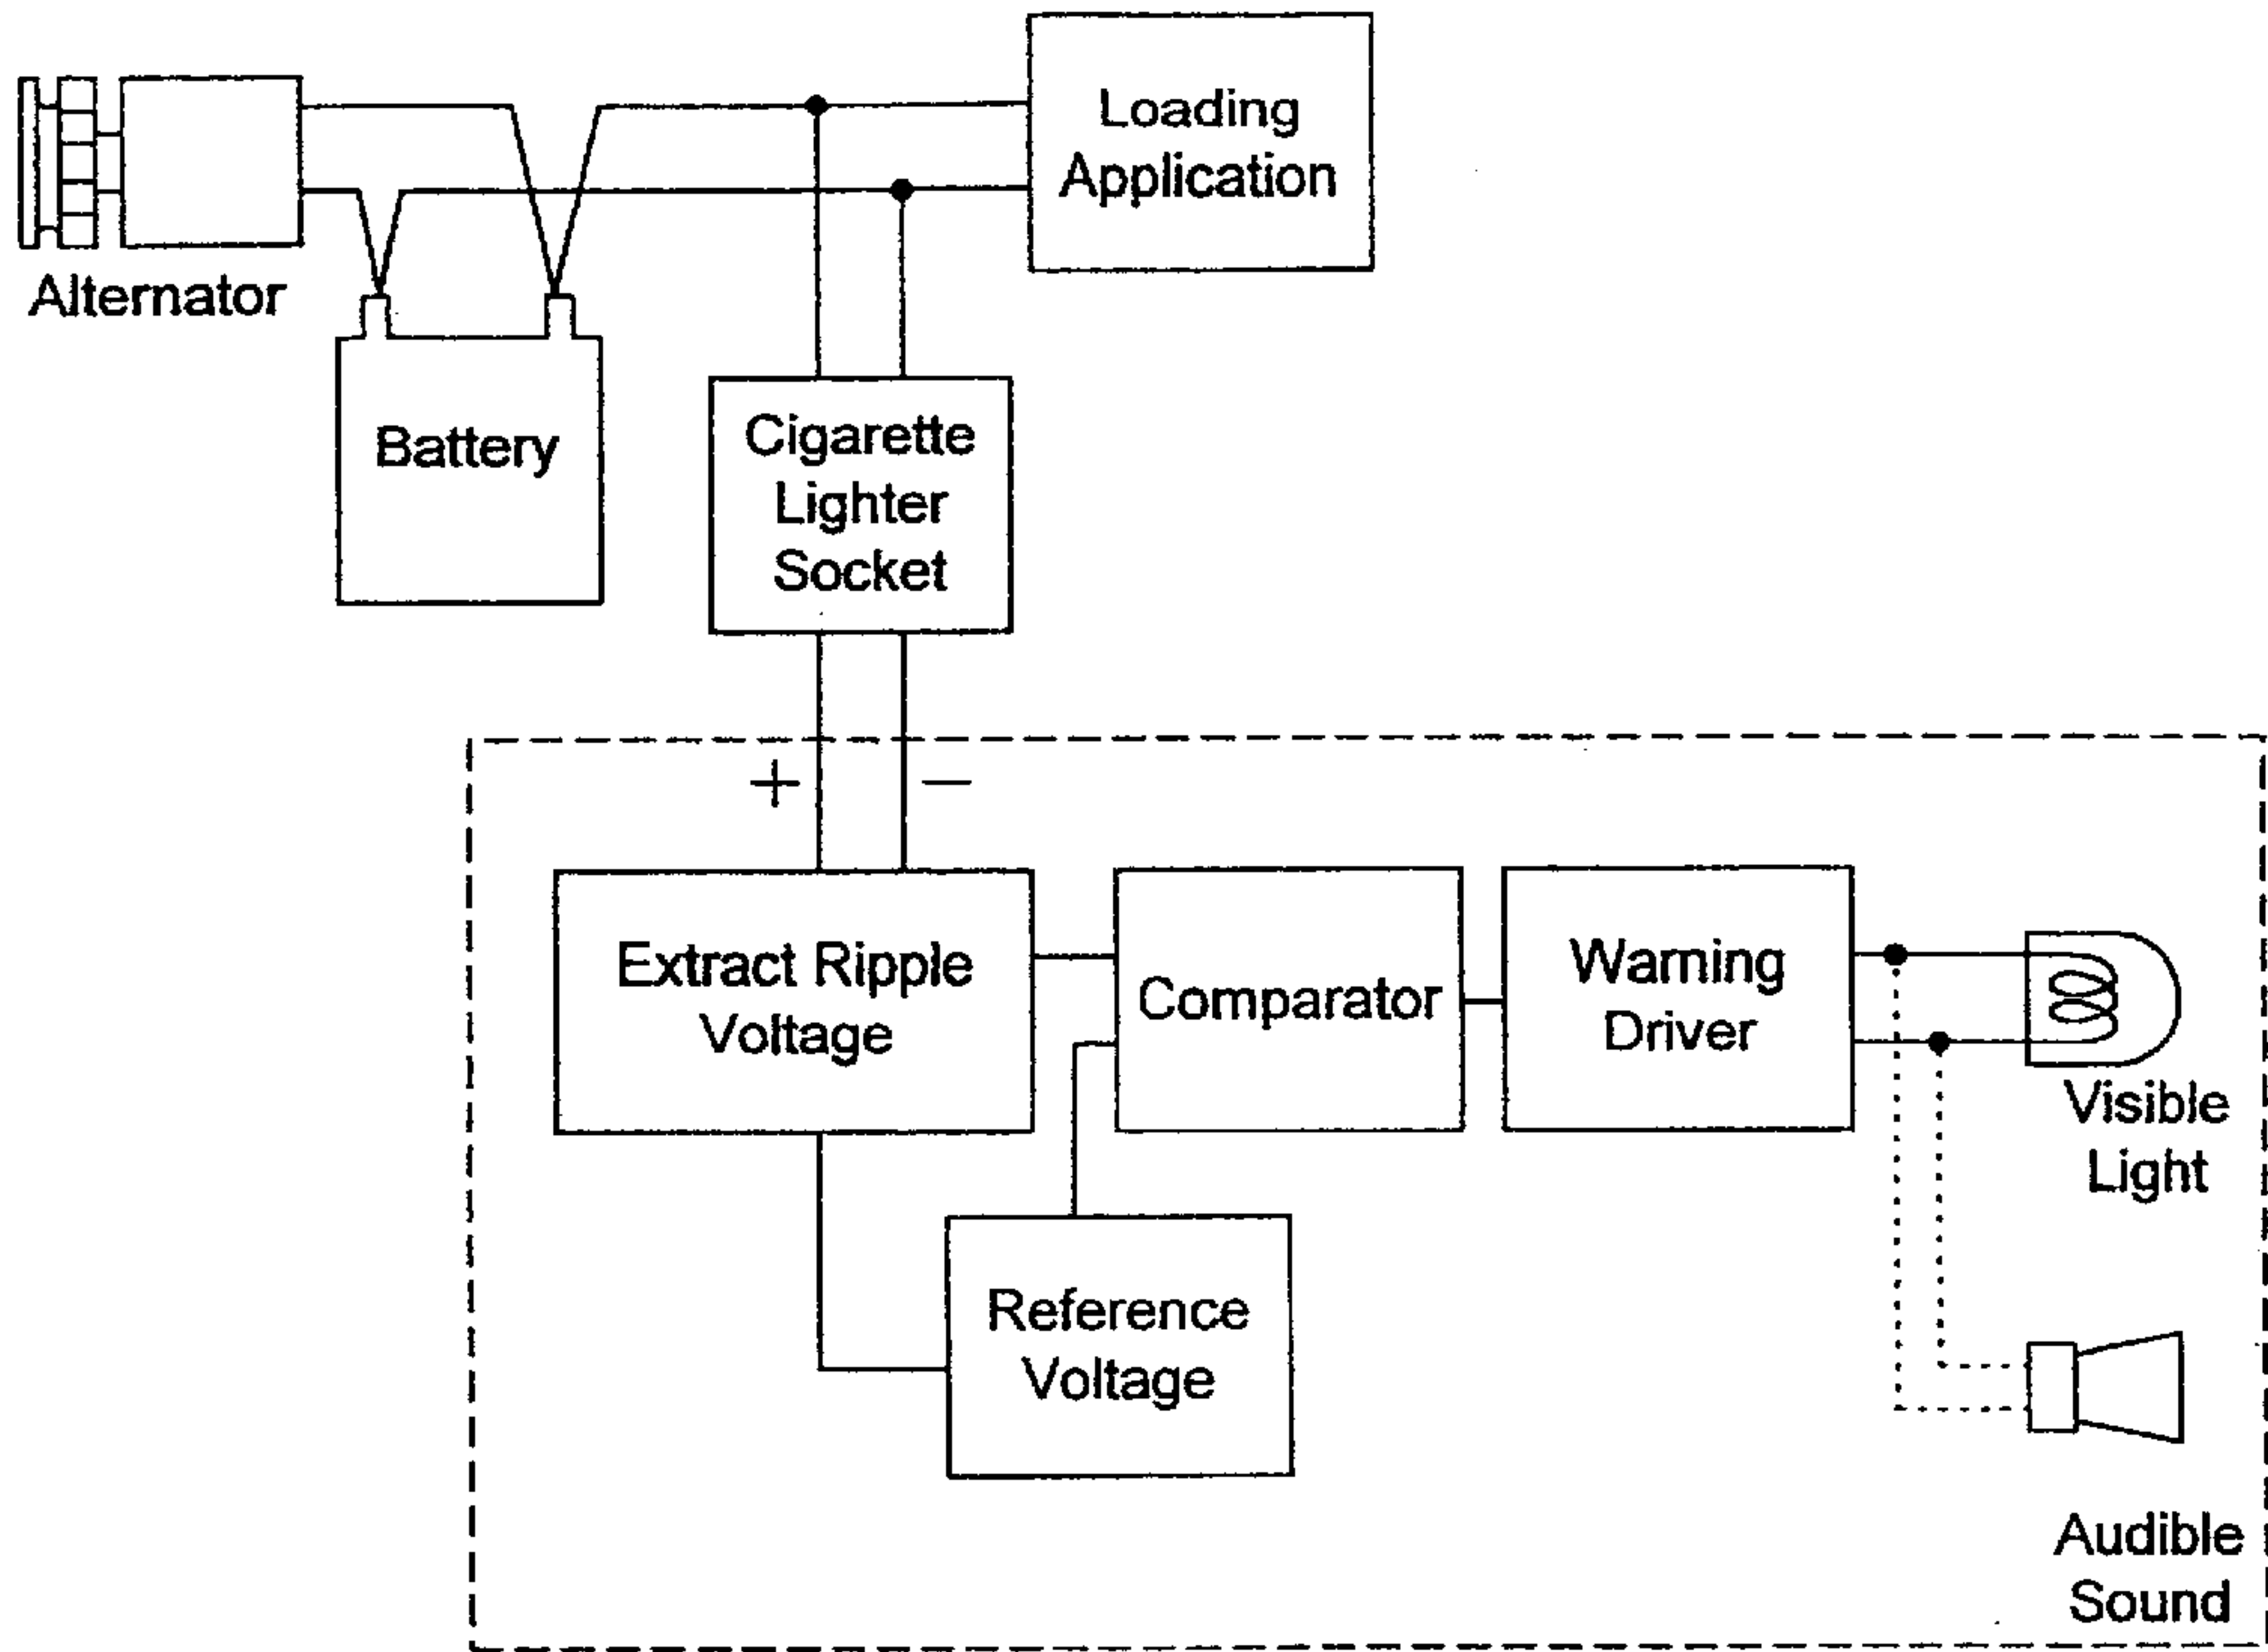 Loading
Application
Alternator
Battery
Cigarette
Lighter
Socket
+ −
Extract Ripple
Voltage
Comparator
Warning
Driver
Visible
Light
Reference
Voltage
Audible
Sound